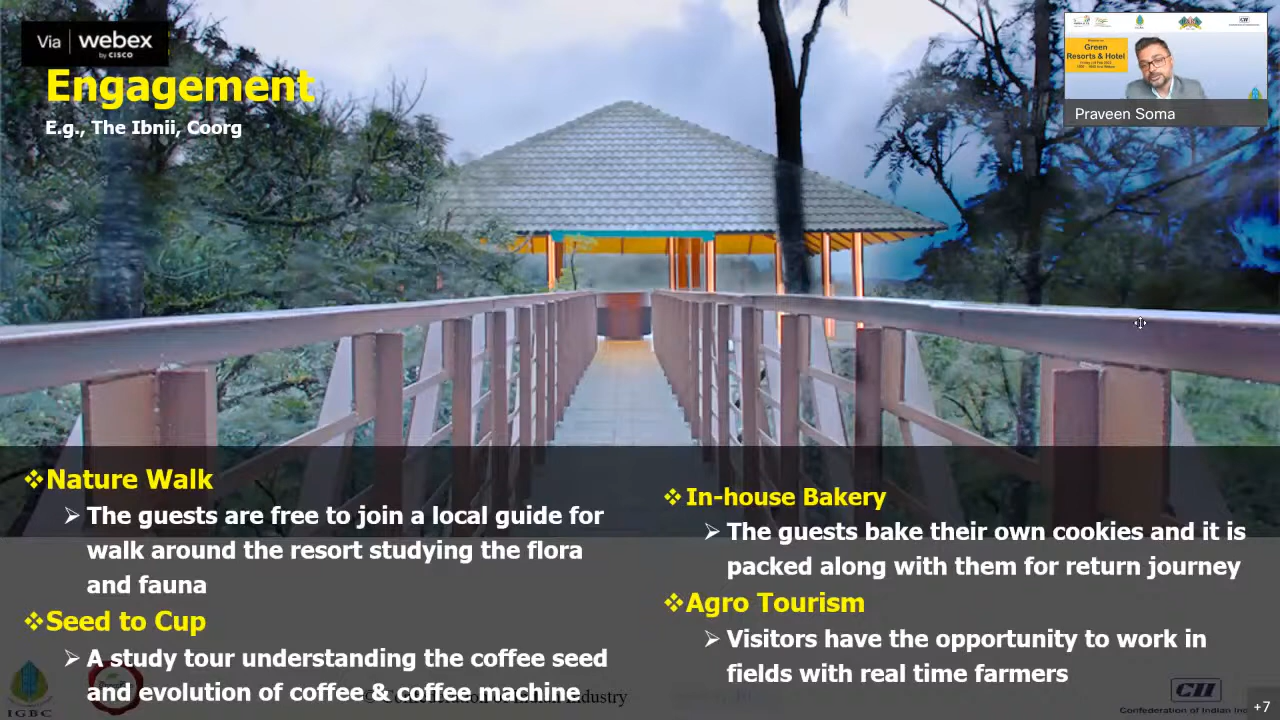 Via webex
by CISCO
Engagement
E.g., The Ibnii, Coorg
Green
Resorts & Hotel
Praveen Soma
❖Nature Walk
➢The guests are free to join a local guide for
walk around the resort studying the flora
and fauna
❖Seed to Cup
➢A study tour understanding the coffee seed
and evolution of coffee & coffee machine
❖In-house Bakery
➢The guests bake their own cookies and it is
packed along with them for return journey
❖Agro Tourism
➢Visitors have the opportunity to work in
fields with real time farmers
IGBC
© Confederation of Indian Industry
CII
Confederation of Indian In
+7